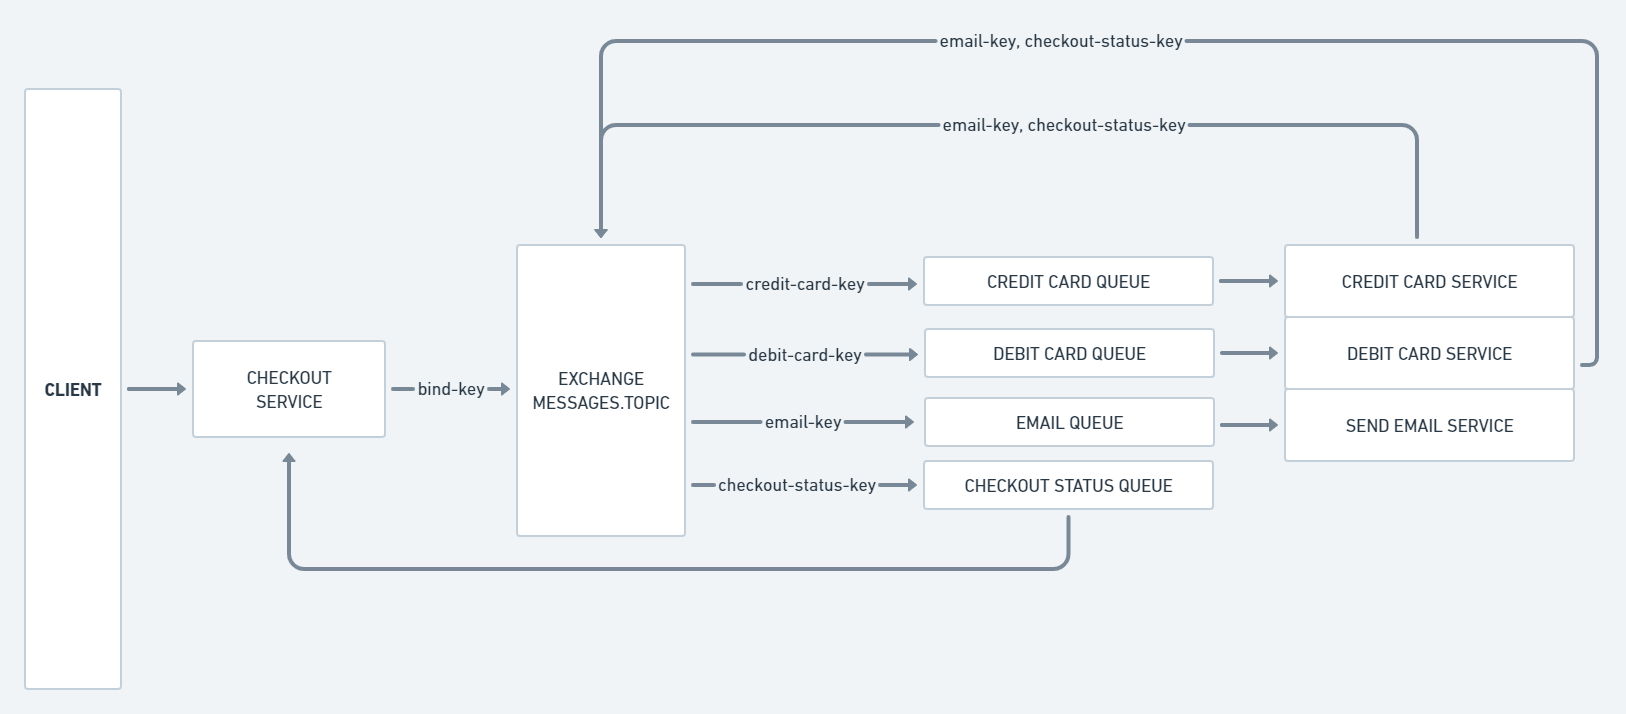 email-key, checkout-status-key
email-key, checkout-status-key
CLIENT
CHECKOUT
SERVICE
bind-key
EXCHANGE
MESSAGES.TOPIC
credit-card-key
CREDIT CARD QUEUE
CREDIT CARD SERVICE
debit-card-key
DEBIT CARD QUEUE
DEBIT CARD SERVICE
email-key
EMAIL QUEUE
SEND EMAIL SERVICE
checkout-status-key
CHECKOUT STATUS QUEUE